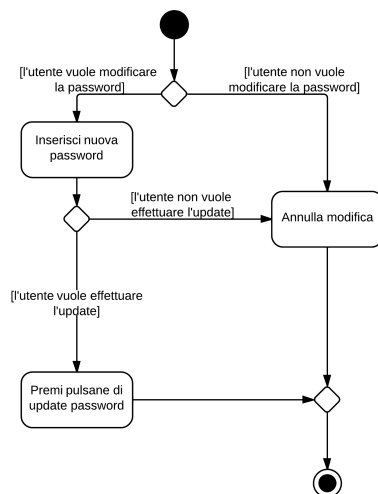 [l'utente vuole modificare
la password]
[l'utente non vuole
modificare la password]
Inserisci nuova
password
[l'utente non vuole
effettuare l'update]
Annulla modifica
[l'utente vuole effettuare
l'update]
Premi pulsane di
update password